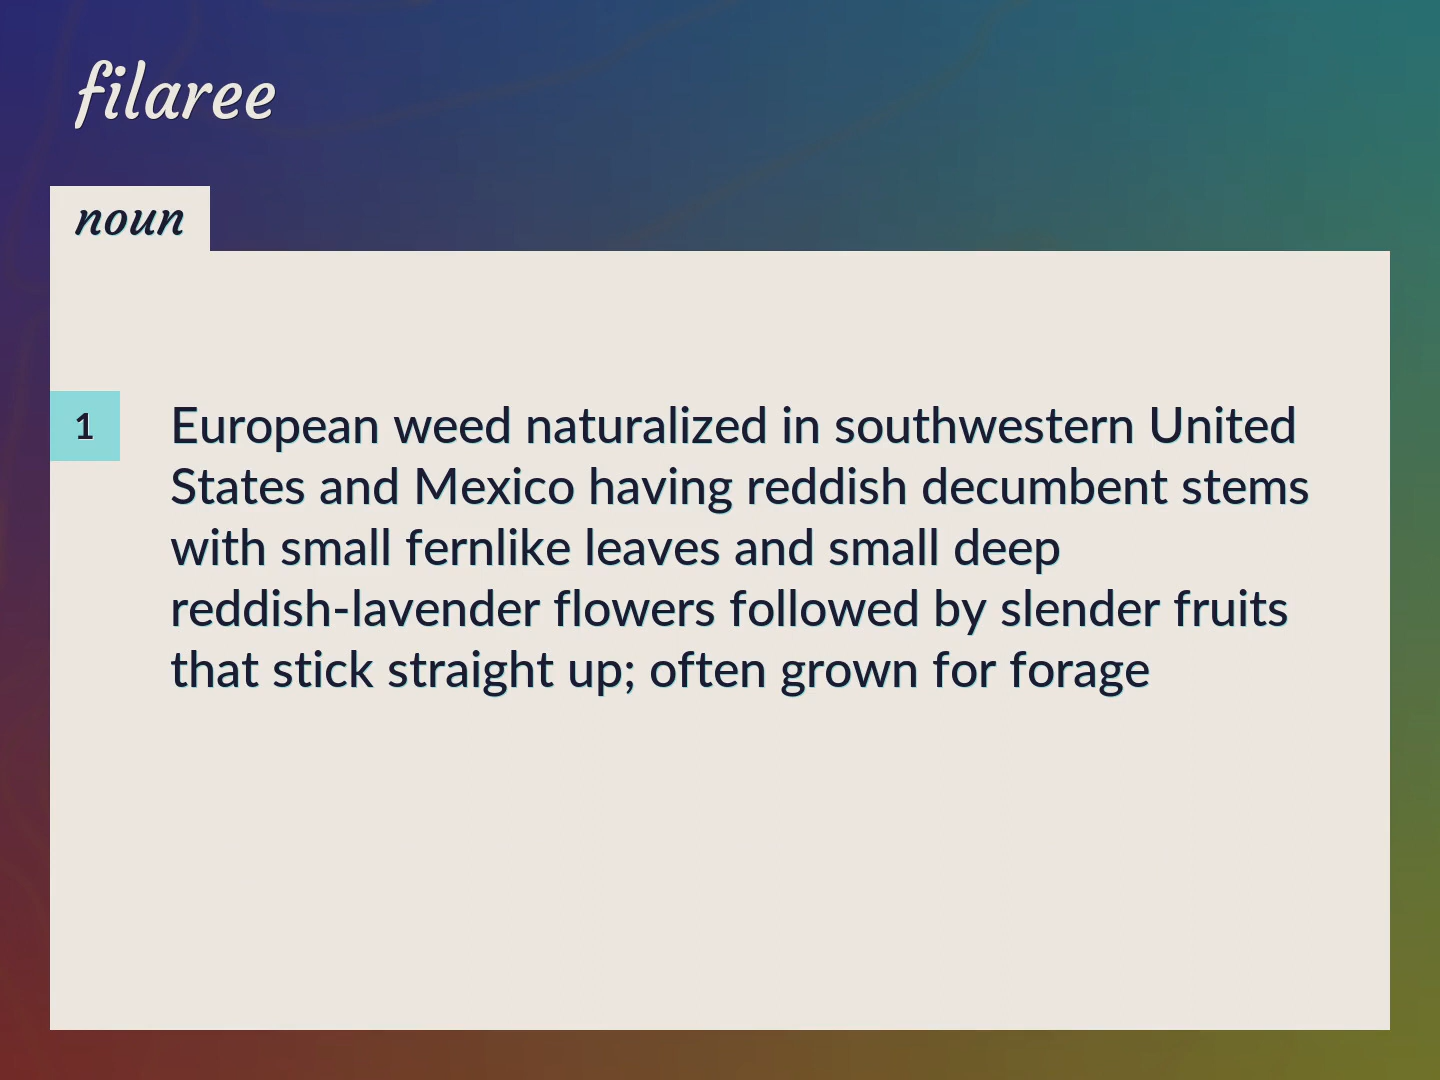 filaree
noun
1
European weed naturalized in southwestern United
States and Mexico having reddish decumbent stems
with small fernlike leaves and small deep
reddish-lavender flowers followed by slender fruits
that stick straight up; often grown for forage